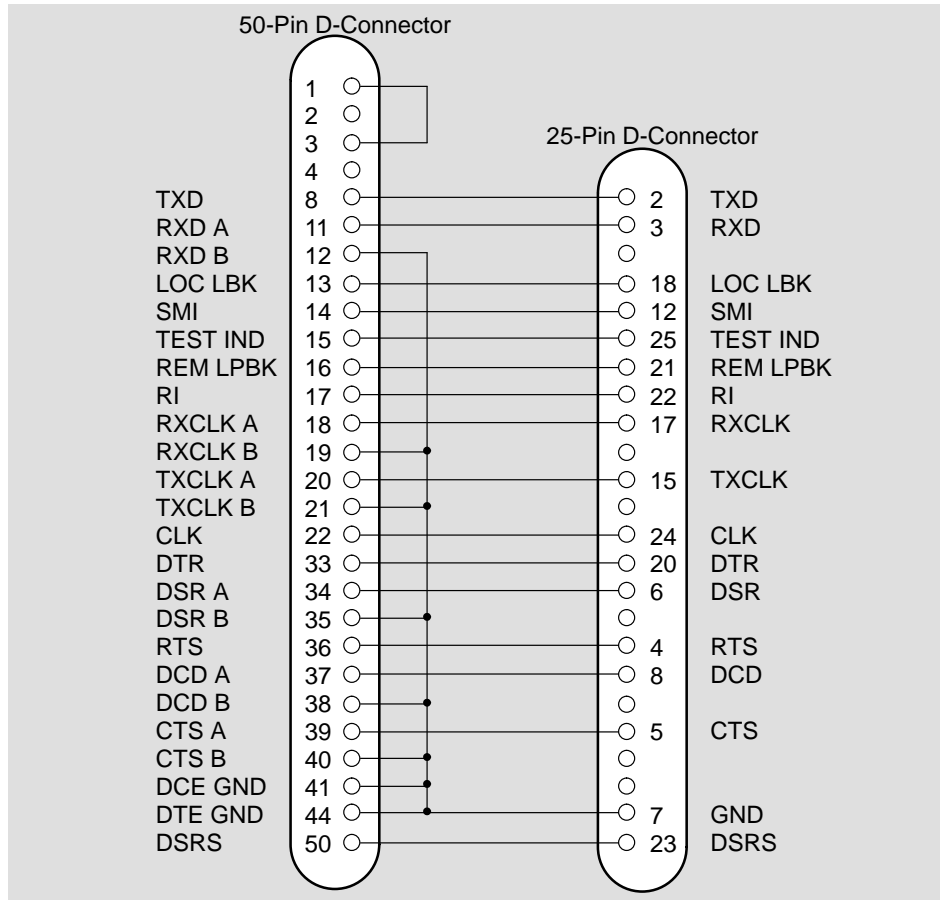 50-Pin D-Connector
25-Pin D-Connector
1
2
3
4
TXD 8 2 TXD
RXD A 11 3 RXD
RXD B 12
LOC LBK 13 18 LOC LBK
SMI 14 12 SMI
TEST IND 15 25 TEST IND
REM LPBK 16 21 REM LPBK
RI 17 22 RI
RXCLK A 18 17 RXCLK
RXCLK B 19
TXCLK A 20 15 TXCLK
TXCLK B 21
CLK 22 24 CLK
DTR 33 20 DTR
DSR A 34 6 DSR
DSR B 35
RTS 36 4 RTS
DCD A 37 8 DCD
DCD B 38
CTS A 39 5 CTS
CTS B 40
DCE GND 41
DTE GND 44 7 GND
DSRS 50 23 DSRS